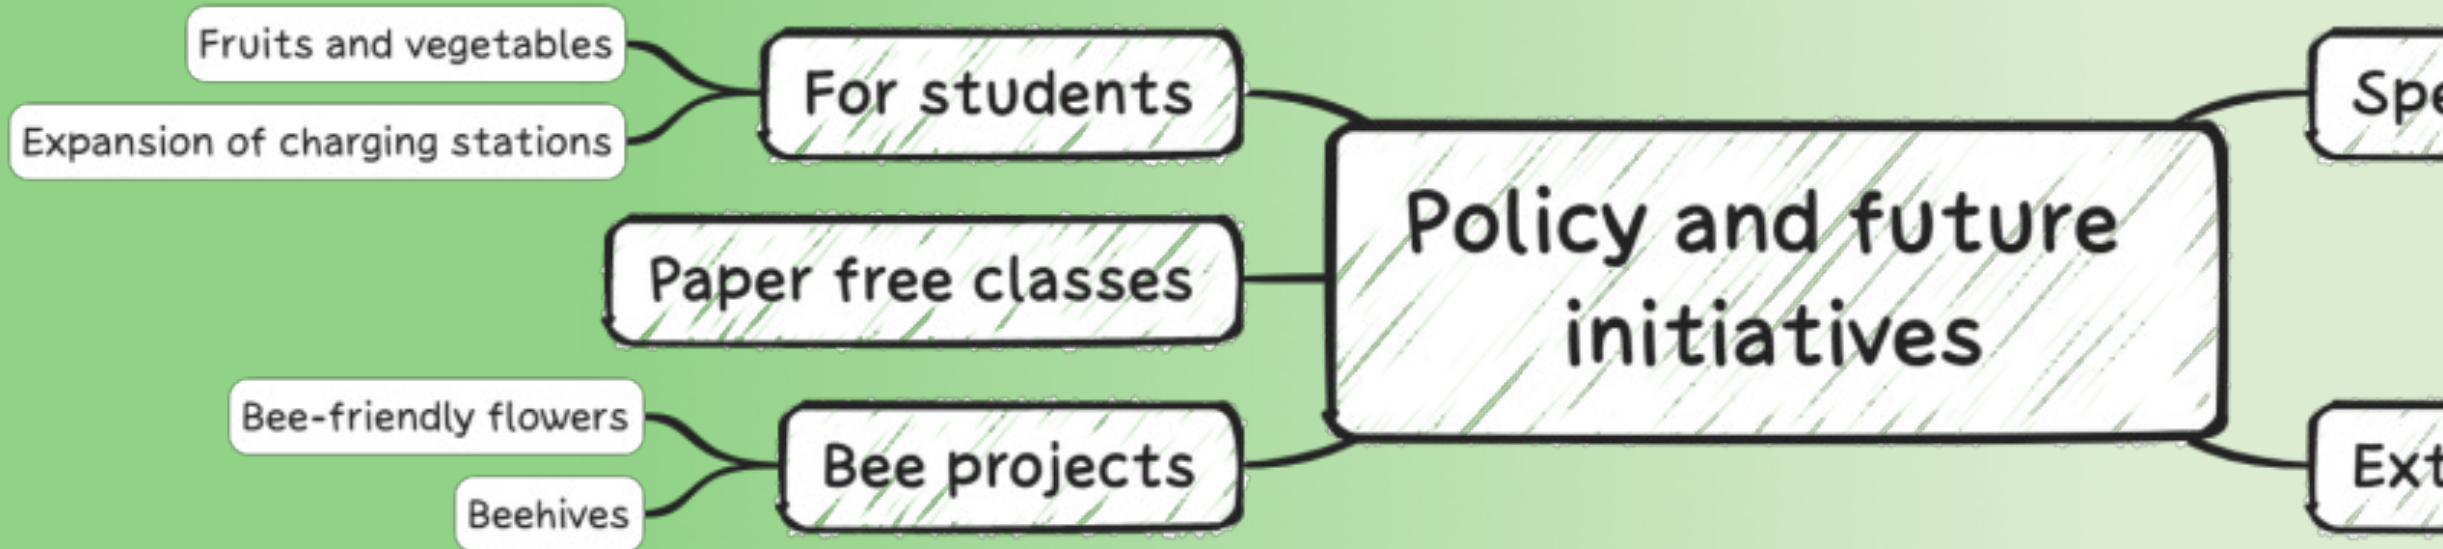 Fruits and vegetables
Expansion of charging stations
For students
Paper free classes
Bee-friendly flowers
Beehives
Bee projects
Policy and future
initiatives